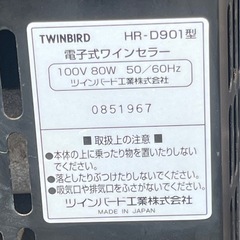 TWINBIRD HR-D901型
電子式ワインセラー
100V 80W 50/60Hz
ツインバード工業株式会社
0851967
■取扱上の注意■
●本体の上に乗ったり物を置いたりしない
でください。
●落としたりぶつけたりしないでください。
●吸気口や排気口をふさがないでください。
ツインバード工業株式会社
MADE IN JAPAN